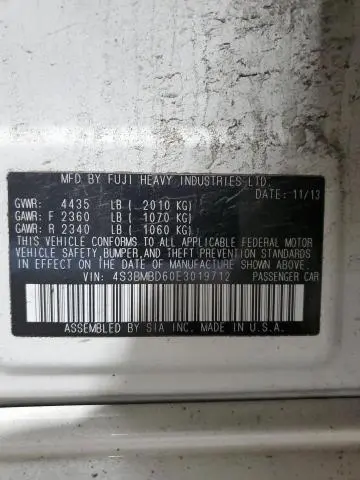 MFD BY FUJI HEAVY INDUSTRIES LTD.
DATE: 11/13
GVWR: 4435 LB ( 2010 KG)
GAWR: F 2360 LB ( 1070 KG)
GAWR: R 2340 LB ( 1060 KG)
THIS VEHICLE CONFORMS TO ALL APPLICABLE FEDERAL MOTOR
VEHICLE SAFETY, BUMPER, AND THEFT PREVENTION STANDARDS
IN EFFECT ON THE DATE OF MANUFACTURE SHOWN ABOVE.
VIN: 4S3BMBD60E3019712 PASSENGER CAR
ASSEMBLED BY SIA INC. MADE IN U.S.A.